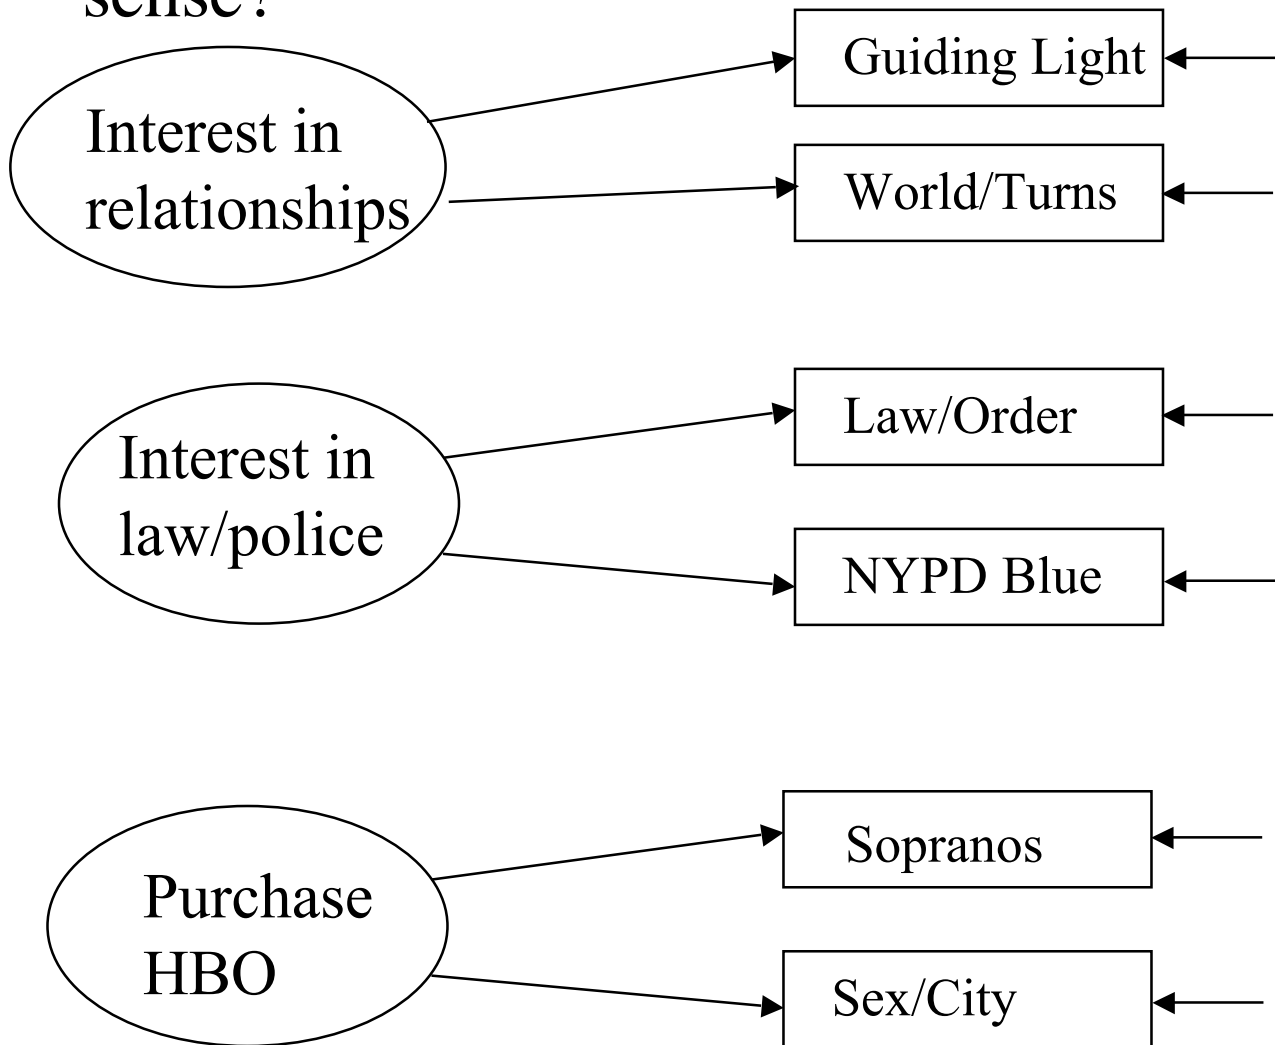 sense?
Guiding Light
Interest in
relationships
World/Turns
Interest in
law/police
Law/Order
NYPD Blue
Purchase
HBO
Sopranos
Sex/City